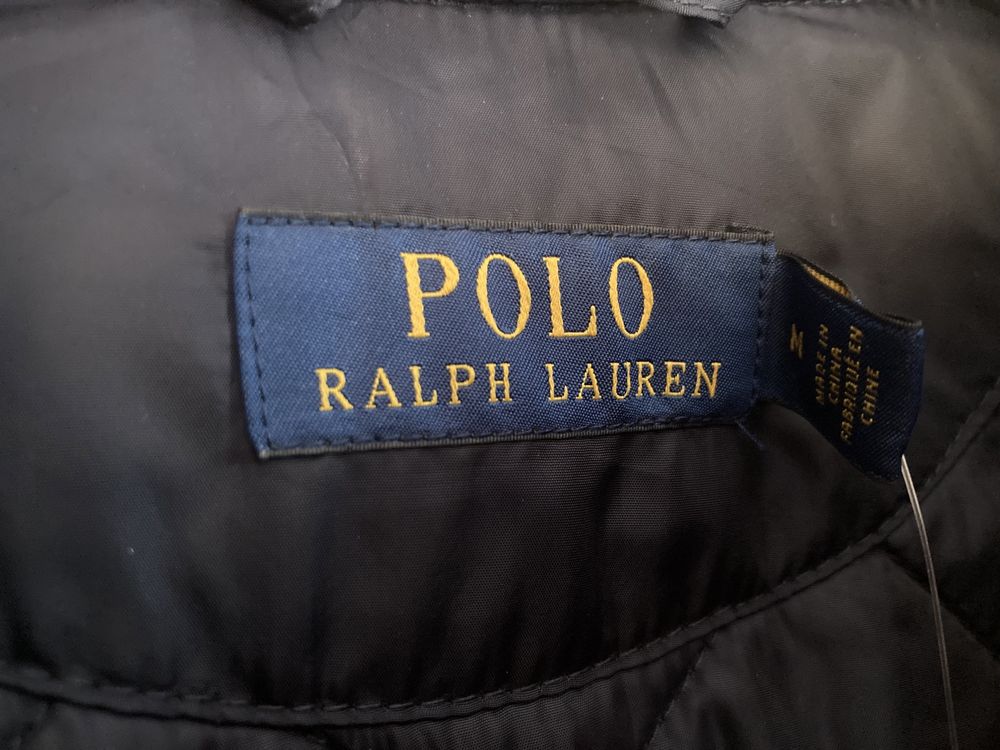 POLO
RALPH LAUREN
M
MADE IN
CHINA
FABRIQUÉ EN
CHINE